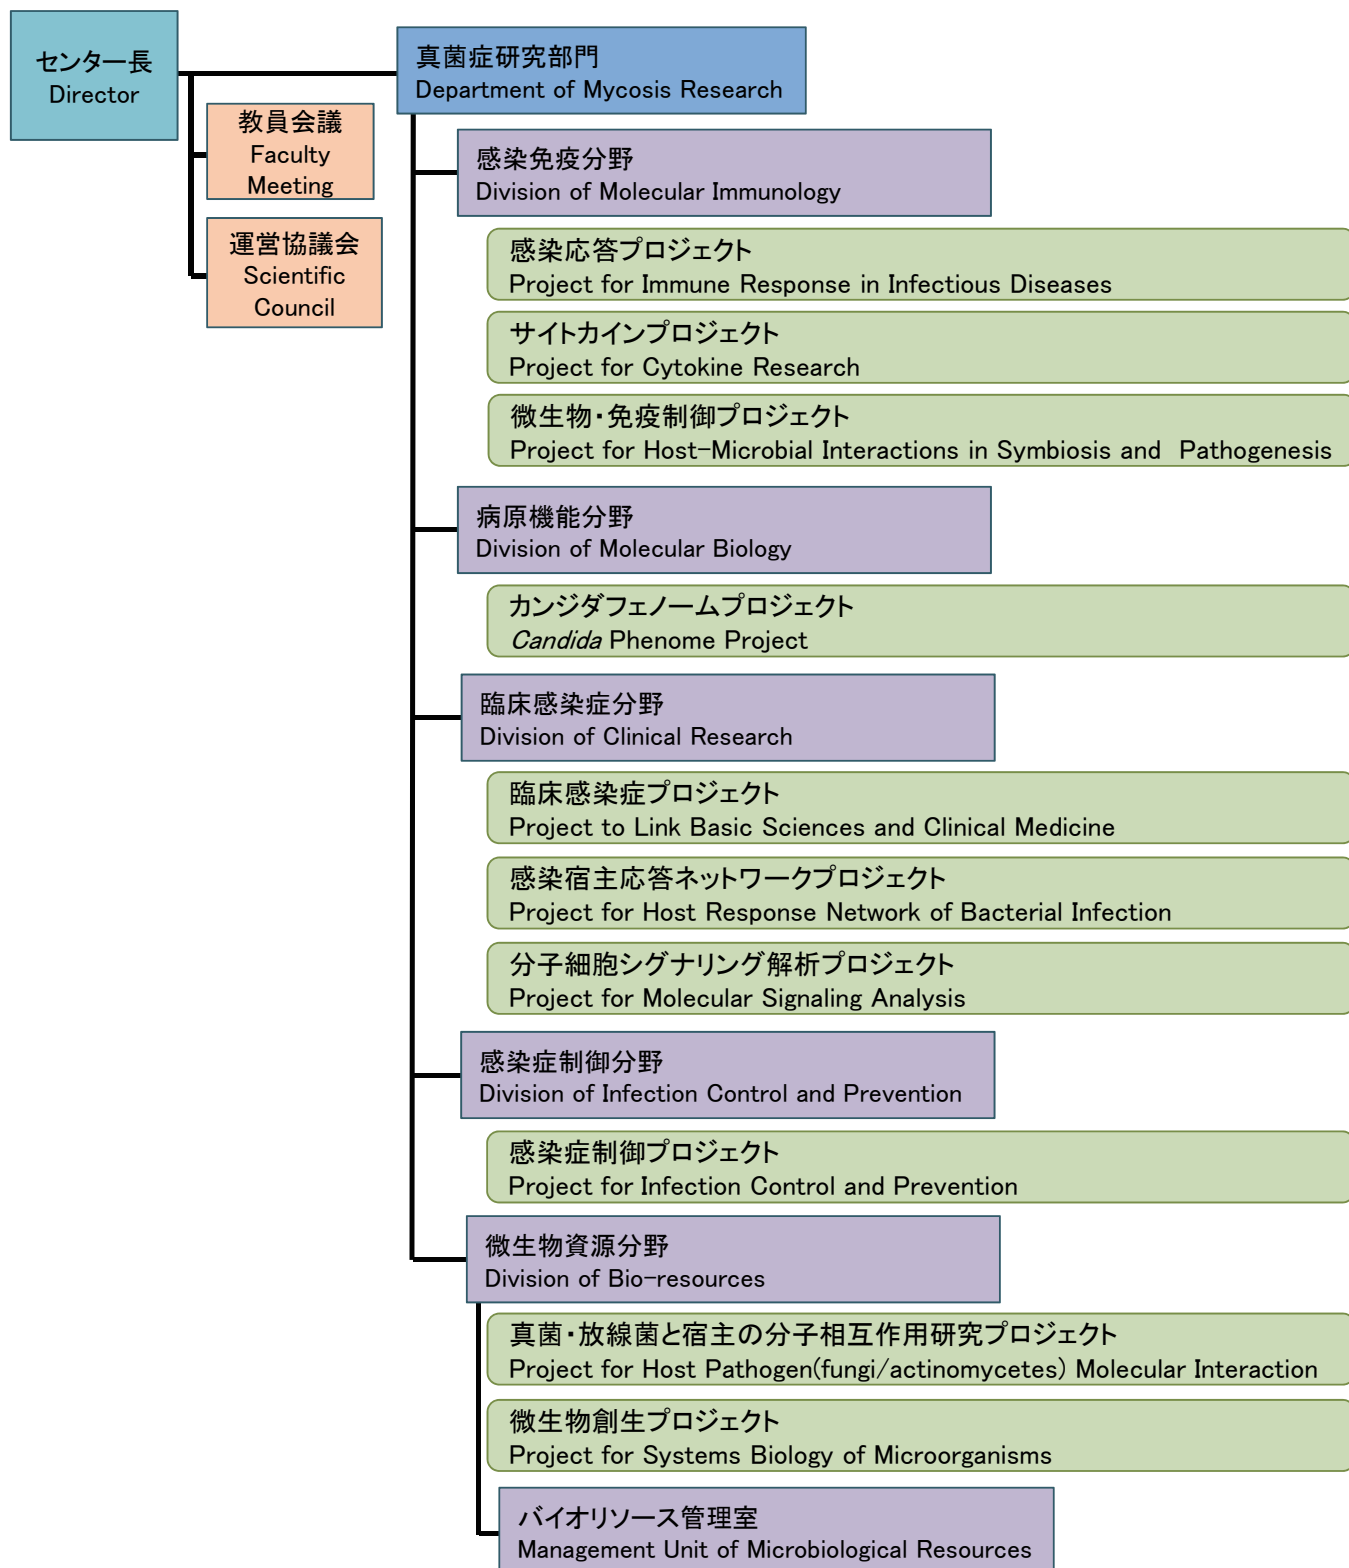 センター長
Director
教員会議
Faculty
Meeting
運営協議会
Scientific
Council
真菌症研究部門
Department of Mycosis Research
感染免疫分野
Division of Molecular Immunology
感染応答プロジェクト
Project for Immune Response in Infectious Diseases
サイトカインプロジェクト
Project for Cytokine Research
微生物・免疫制御プロジェクト
Project for Host-Microbial Interactions in Symbiosis and Pathogenesis
病原機能分野
Division of Molecular Biology
カンジダフェノームプロジェクト
Candida Phenome Project
臨床感染症分野
Division of Clinical Research
臨床感染症プロジェクト
Project to Link Basic Sciences and Clinical Medicine
感染宿主応答ネットワークプロジェクト
Project for Host Response Network of Bacterial Infection
分子細胞シグナリング解析プロジェクト
Project for Molecular Signaling Analysis
感染症制御分野
Division of Infection Control and Prevention
感染症制御プロジェクト
Project for Infection Control and Prevention
微生物資源分野
Division of Bio-resources
真菌・放線菌と宿主の分子相互作用研究プロジェクト
Project for Host Pathogen(fungi/actinomycetes) Molecular Interaction
微生物創生プロジェクト
Project for Systems Biology of Microorganisms
バイオリソース管理室
Management Unit of Microbiological Resources